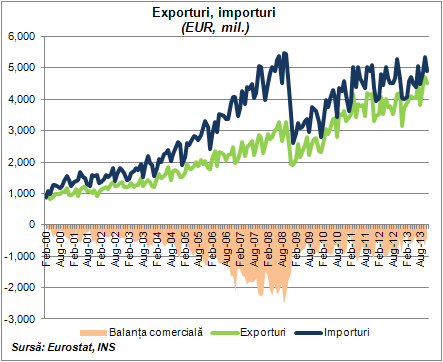 Exporturi, importuri
(EUR, mil.)
6,000
5,000
4,000
3,000
2,000
1,000
0
-1,000
-2,000
-3,000
Feb-00
Aug-00
Feb-01
Aug-01
Feb-02
Aug-02
Feb-03
Aug-03
Feb-04
Aug-04
Feb-05
Aug-05
Feb-06
Aug-06
Feb-07
Aug-07
Feb-08
Aug-08
Feb-09
Aug-09
Feb-10
Aug-10
Feb-11
Aug-11
Feb-12
Aug-12
Feb-13
Aug-13
Balanța comercială Exporturi Importuri
Sursă: Eurostat, INS